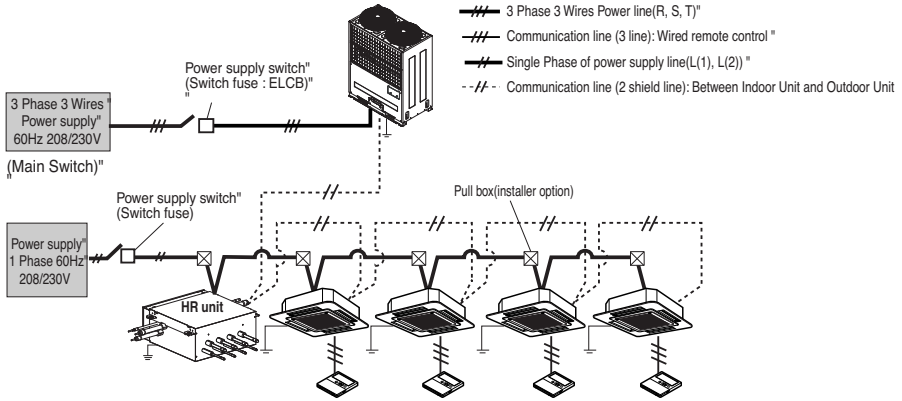 3 Phase 3 Wires Power line(R, S, T)"
Communication line (3 line): Wired remote control "
Single Phase of power supply line(L(1), L(2)) "
Communication line (2 shield line): Between Indoor Unit and Outdoor Unit
Power supply switch"
(Switch fuse : ELCB)"
"
3 Phase 3 Wires "
Power supply"
60Hz 208/230V
(Main Switch)"
"
Power supply switch"
(Switch fuse)
Pull box(installer option)
Power supply"
1 Phase 60Hz"
208/230V
HR unit